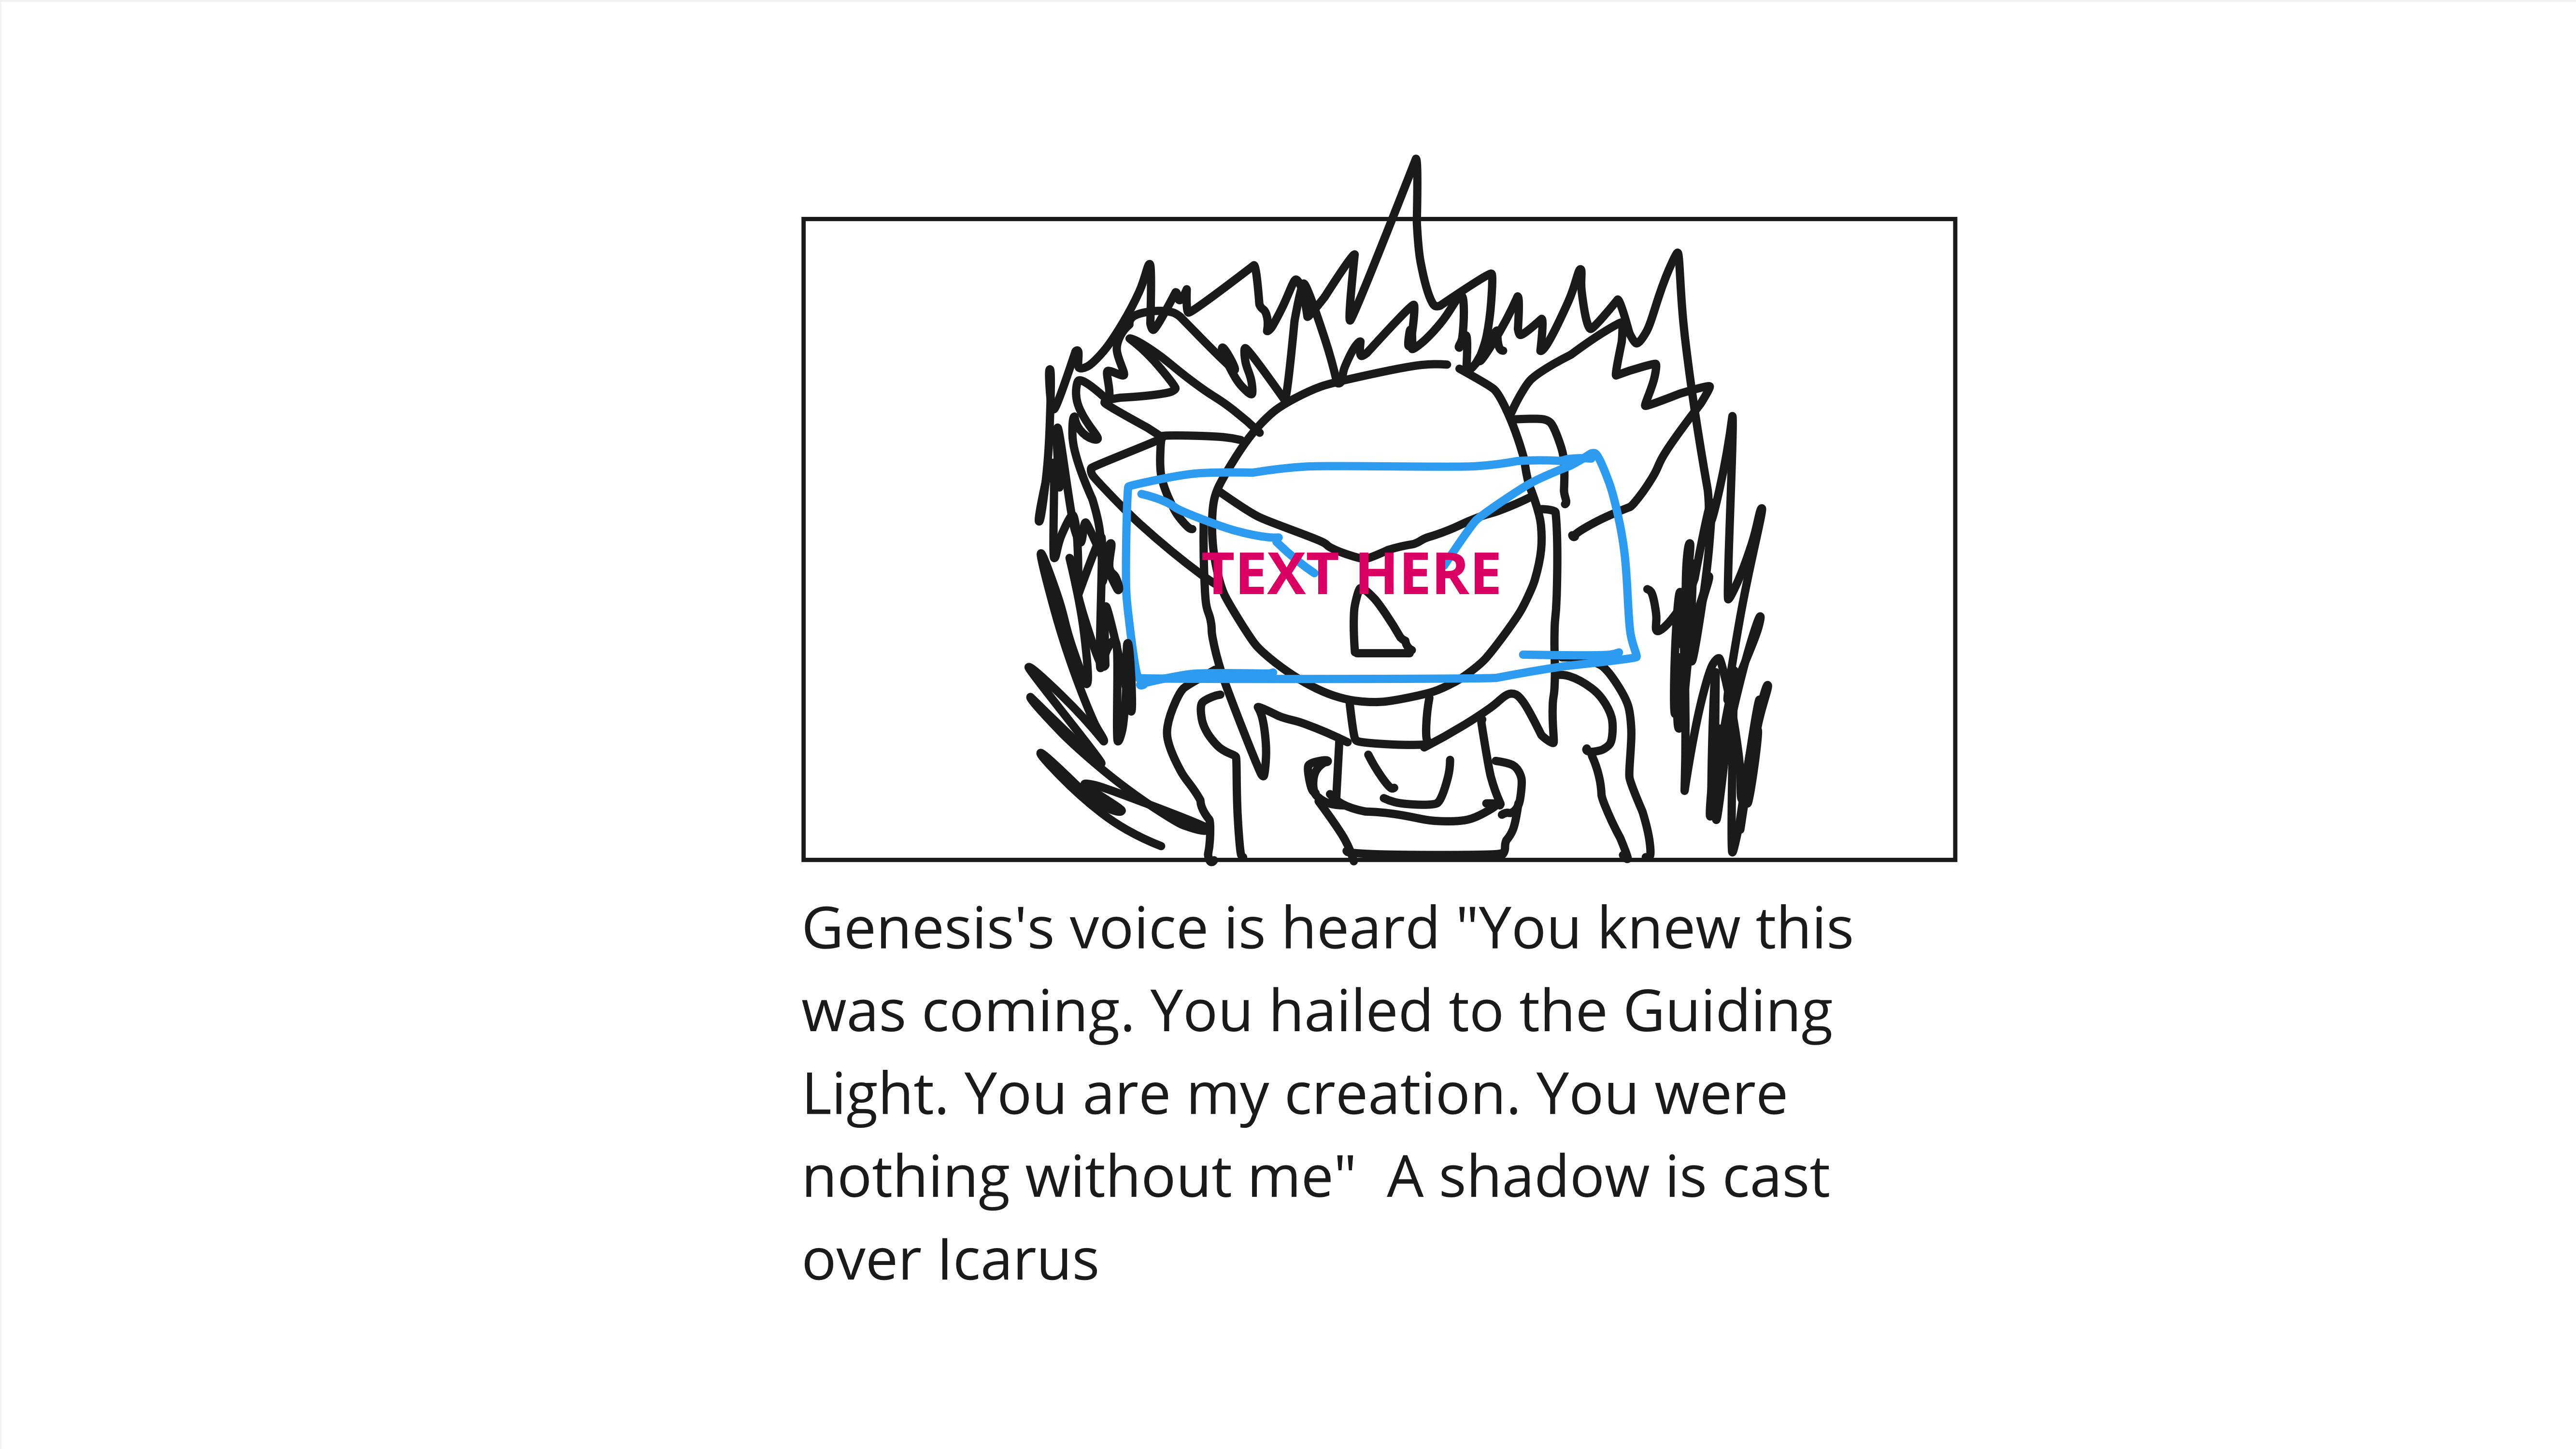 TEXT HERE
Genesis's voice is heard "You knew this
was coming. You hailed to the Guiding
Light. You are my creation. You were
nothing without me"  A shadow is cast
over Icarus